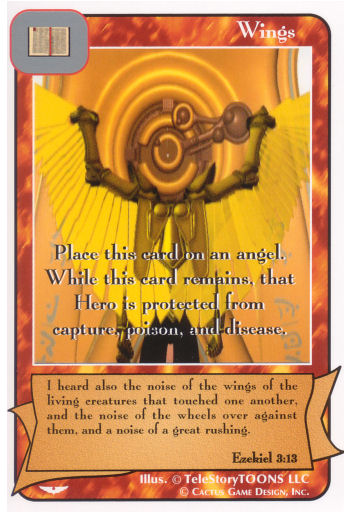 Wings
Place this card on an angel.
While this card remains, that
Hero is protected from
capture, poison, and disease.
I heard also the noise of the wings of the
living creatures that touched one another,
and the noise of the wheels over against
them, and a noise of a great rushing.
Ezekiel 3:13
Illus. © TeleStoryTOONS LLC
© Cactus Game Design, Inc.